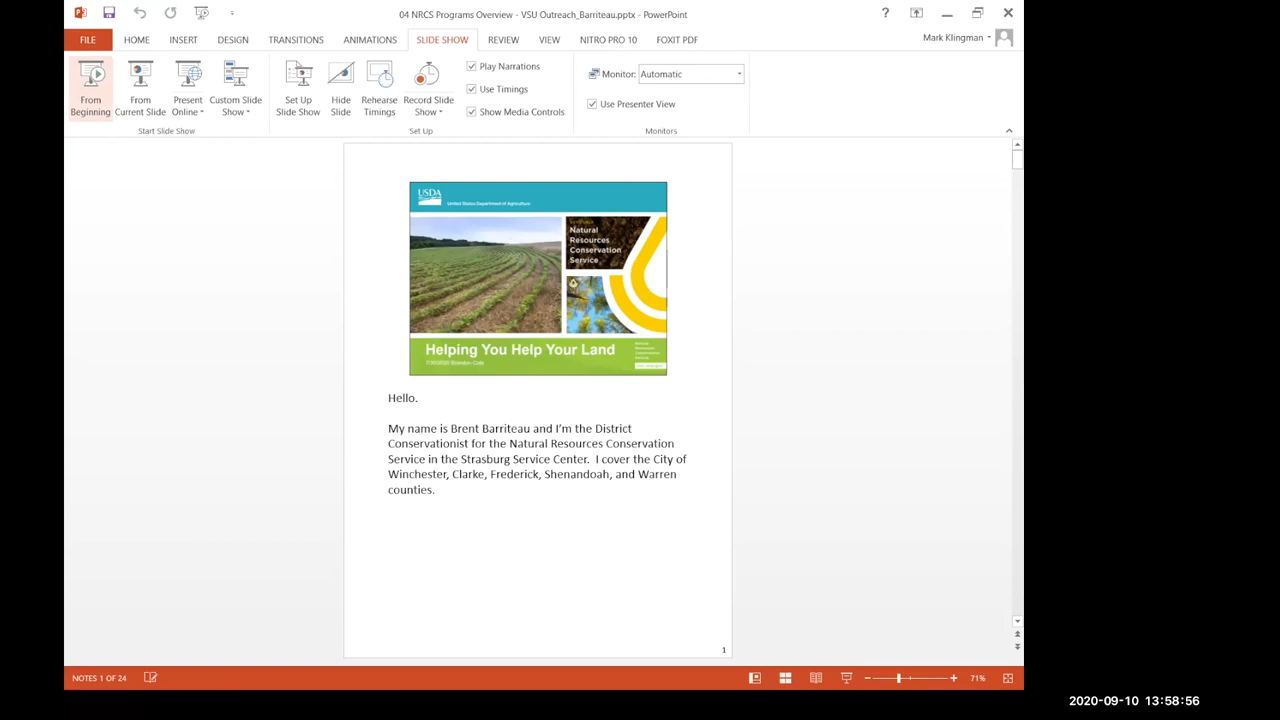 04 NRCS Programs Overview - VSU Outreach_Barriteau.pptx - PowerPoint
FILE HOME INSERT DESIGN TRANSITIONS ANIMATIONS SLIDE SHOW REVIEW VIEW NITRO PRO 10 FOXIT PDF
Mark Klingman
From Beginning
From Current Slide
Present Online
Custom Slide Show
Start Slide Show
Set Up Slide Show
Hide Slide
Rehearse Timings
Record Slide Show
Play Narrations
Use Timings
Show Media Controls
Set Up
Monitor: Automatic
Use Presenter View
Monitors
USDA
United States Department of Agriculture
Natural
Resources
Conservation
Service
Helping You Help Your Land
Hello.
My name is Brent Barriteau and I'm the District
Conservationist for the Natural Resources Conservation
Service in the Strasburg Service Center.  I cover the City of
Winchester, Clarke, Frederick, Shenandoah, and Warren
counties.
1
NOTES 1 OF 24
71%
2020-09-10 13:58:56